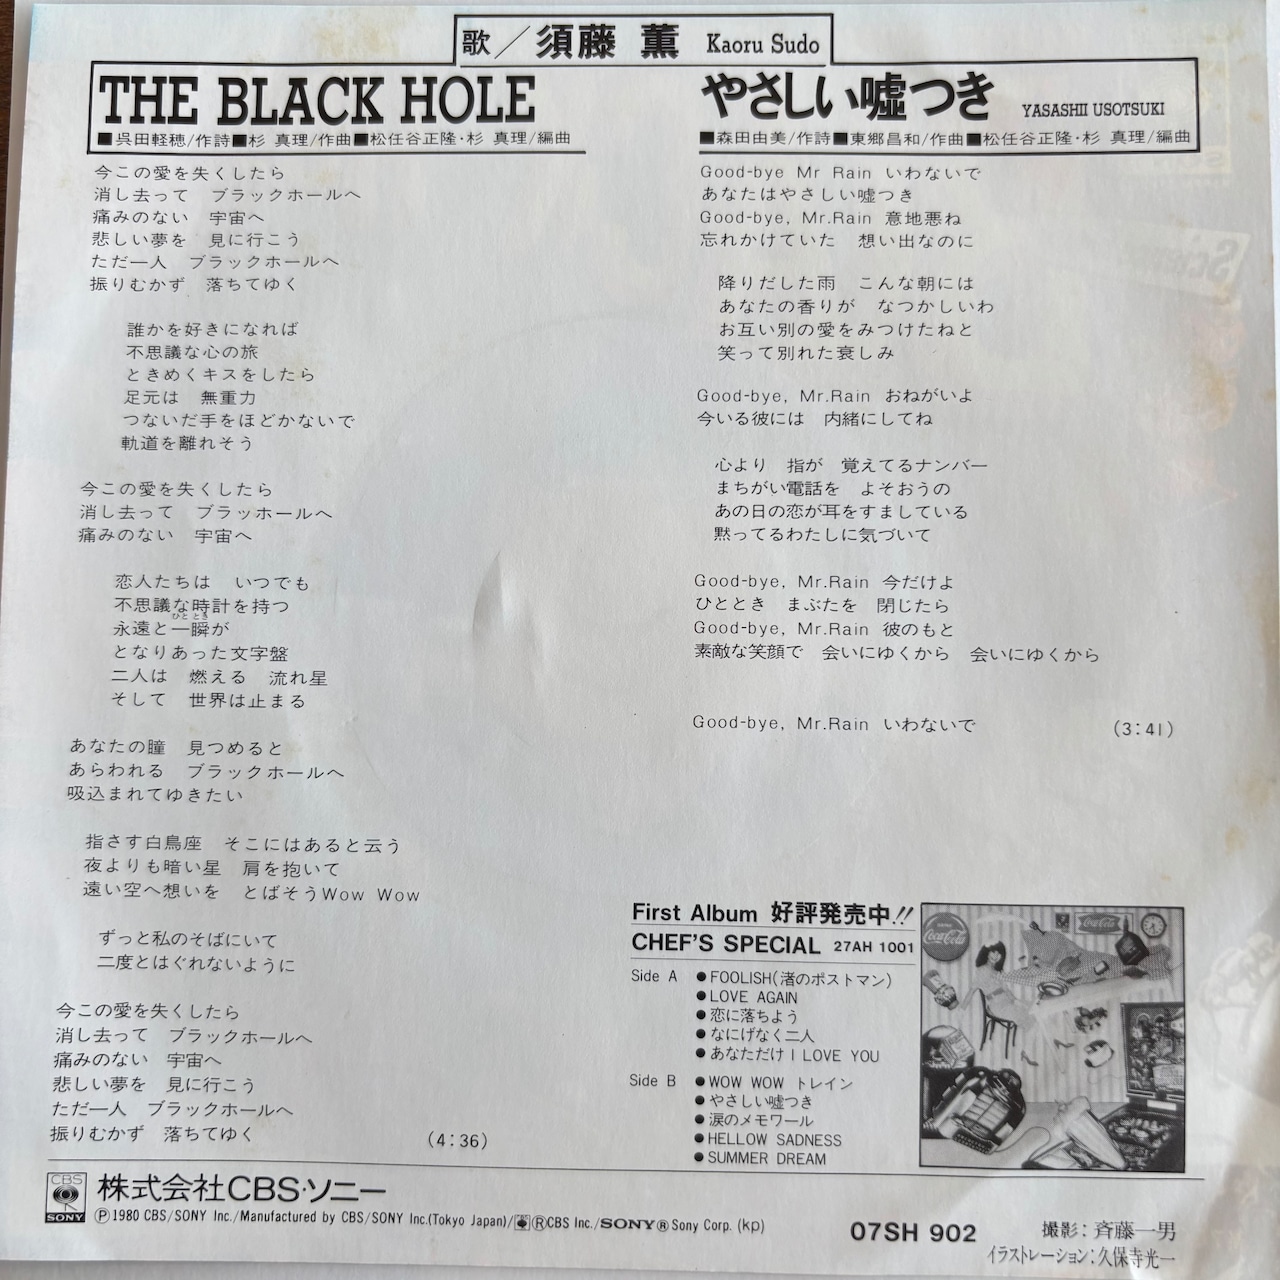 歌／須藤 薫 Kaoru Sudo
THE BLACK HOLE
■呉田軽穂/作詩■杉 真理/作曲■松任谷正隆・杉 真理/編曲
今この愛を失くしたら
消し去って　ブラックホールへ
痛みのない　宇宙へ
悲しい夢を　見に行こう
ただ一人　ブラックホールへ
振りむかず　落ちてゆく
誰かを好きになれば
不思議な心の旅
ときめくキスをしたら
足元は　無重力
つないだ手をほどかないで
軌道を離れそう
今この愛を失くしたら
消し去って　ブラッホールへ
痛みのない　宇宙へ
恋人たちは　いつでも
不思議な時計を持つ
ひと とき
永遠と一瞬が
となりあった文字盤
二人は　燃える　流れ星
そして　世界は止まる
あなたの瞳　見つめると
あらわれる　ブラックホールへ
吸込まれてゆきたい
指さす白鳥座　そこにはあると云う
夜よりも暗い星　肩を抱いて
遠い空へ想いを　とばそうWow Wow
ずっと私のそばにいて
二度とはぐれないように
今この愛を失くしたら
消し去って　ブラックホールへ
痛みのない　宇宙へ
悲しい夢を　見に行こう
ただ一人　ブラックホールへ
振りむかず　落ちてゆく
(4:36)
やさしい嘘つき YASASHII USOTSUKI
■森田由美/作詩■東郷昌和/作曲■松任谷正隆・杉 真理/編曲
Good-bye Mr Rain いわないで
あなたはやさしい嘘つき
Good-bye, Mr.Rain 意地悪ね
忘れかけていた　想い出なのに
降りだした雨　こんな朝には
あなたの香りが　なつかしいわ
お互い別の愛をみつけたねと
笑って別れた哀しみ
Good-bye, Mr.Rain おねがいよ
今いる彼には　内緒にしてね
心より　指が　覚えてるナンバー
まちがい電話を　よそおうの
あの日の恋が耳をすましている
黙ってるわたしに気づいて
Good-bye, Mr.Rain 今だけよ
ひととき　まぶたを　閉じたら
Good-bye, Mr.Rain 彼のもと
素敵な笑顔で　会いにゆくから　会いにゆくから
Good-bye, Mr.Rain いわないで
(3:41)
First Album 好評発売中!!
CHEF'S SPECIAL 27AH 1001
Side A ●FOOLISH(渚のポストマン)
●LOVE AGAIN
●恋に落ちよう
●なにげなく二人
●あなただけ I LOVE YOU
Side B ●WOW WOW トレイン
●やさしい嘘つき
●涙のメモワール
●HELLOW SADNESS
●SUMMER DREAM
Coca-Cola
Coca-Cola
CBS
SONY
株式会社CBS・ソニー
Ⓟ1980 CBS/SONY Inc./Manufactured by CBS/SONY Inc.(Tokyo Japan)/ⓇCBS Inc./SONY®Sony Corp. (kp)
07SH 902
撮影: 斉藤一男
イラストレーション: 久保寺光一